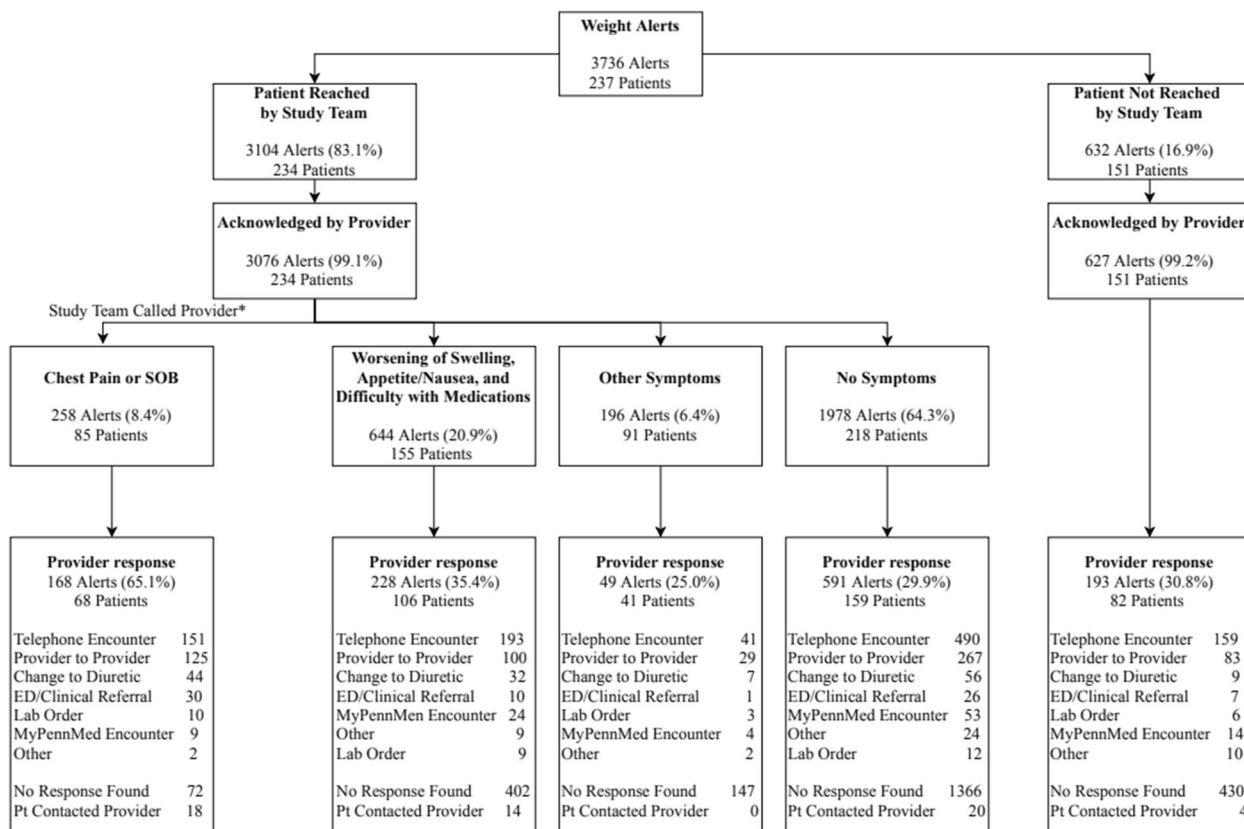 Weight Alerts
3736 Alerts
237 Patients
Patient Reached
by Study Team
3104 Alerts (83.1%)
234 Patients
Patient Not Reached
by Study Team
632 Alerts (16.9%)
151 Patients
Acknowledged by Provider
3076 Alerts (99.1%)
234 Patients
Acknowledged by Provider
627 Alerts (99.2%)
151 Patients
Study Team Called Provider*
Chest Pain or SOB
258 Alerts (8.4%)
85 Patients
Worsening of Swelling,
Appetite/Nausea, and
Difficulty with Medications
644 Alerts (20.9%)
155 Patients
Other Symptoms
196 Alerts (6.4%)
91 Patients
No Symptoms
1978 Alerts (64.3%)
218 Patients
Provider response
168 Alerts (65.1%)
68 Patients
Telephone Encounter 151
Provider to Provider 125
Change to Diuretic 44
ED/Clinical Referral 30
Lab Order 10
MyPennMed Encounter 9
Other 2
No Response Found 72
Pt Contacted Provider 18
Provider response
228 Alerts (35.4%)
106 Patients
Telephone Encounter 193
Provider to Provider 100
Change to Diuretic 32
ED/Clinical Referral 10
MyPennMen Encounter 24
Other 9
Lab Order 9
No Response Found 402
Pt Contacted Provider 14
Provider response
49 Alerts (25.0%)
41 Patients
Telephone Encounter 41
Provider to Provider 29
Change to Diuretic 7
ED/Clinical Referral 1
Lab Order 3
MyPennMed Encounter 4
Other 2
No Response Found 147
Pt Contacted Provider 0
Provider response
591 Alerts (29.9%)
159 Patients
Telephone Encounter 490
Provider to Provider 267
Change to Diuretic 56
ED/Clinical Referral 26
MyPennMed Encounter 53
Other 24
Lab Order 12
No Response Found 1366
Pt Contacted Provider 20
Provider response
193 Alerts (30.8%)
82 Patients
Telephone Encounter 159
Provider to Provider 83
Change to Diuretic 9
ED/Clinical Referral 7
Lab Order 6
MyPennMed Encounter 14
Other 10
No Response Found 430
Pt Contacted Provider 4